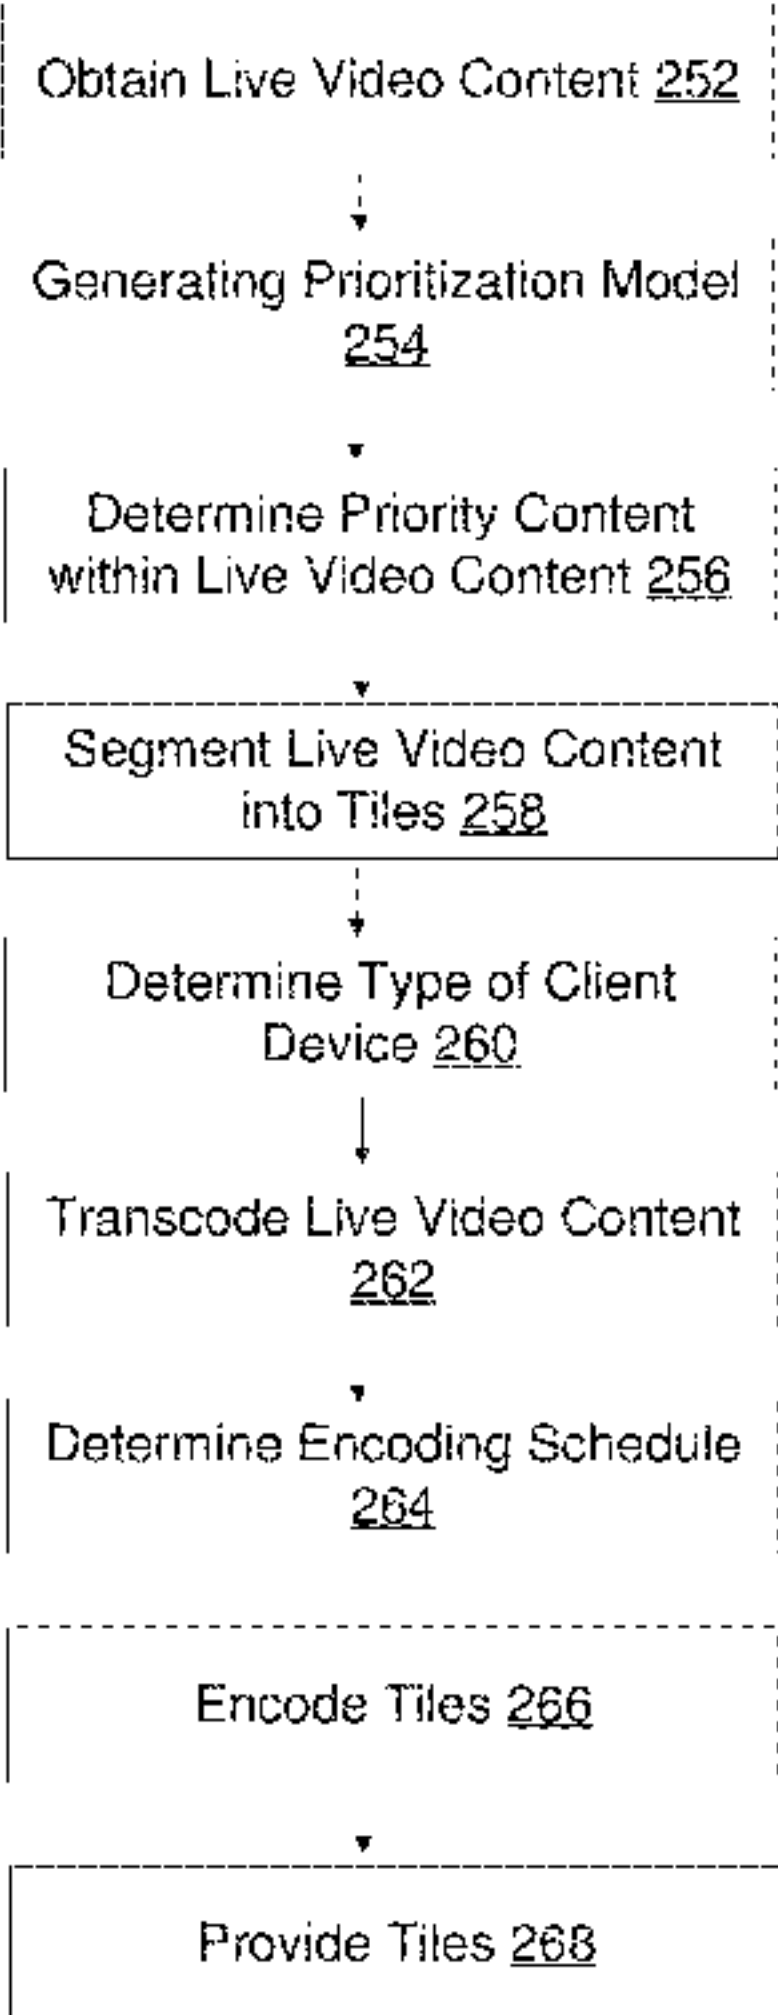 Obtain Live Video Content 252
Generating Prioritization Model
254
Determine Priority Content
within Live Video Content 256
Segment Live Video Content
into Tiles 258
Determine Type of Client
Device 260
Transcode Live Video Content
262
Determine Encoding Schedule
264
Encode Tiles 266
Provide Tiles 268